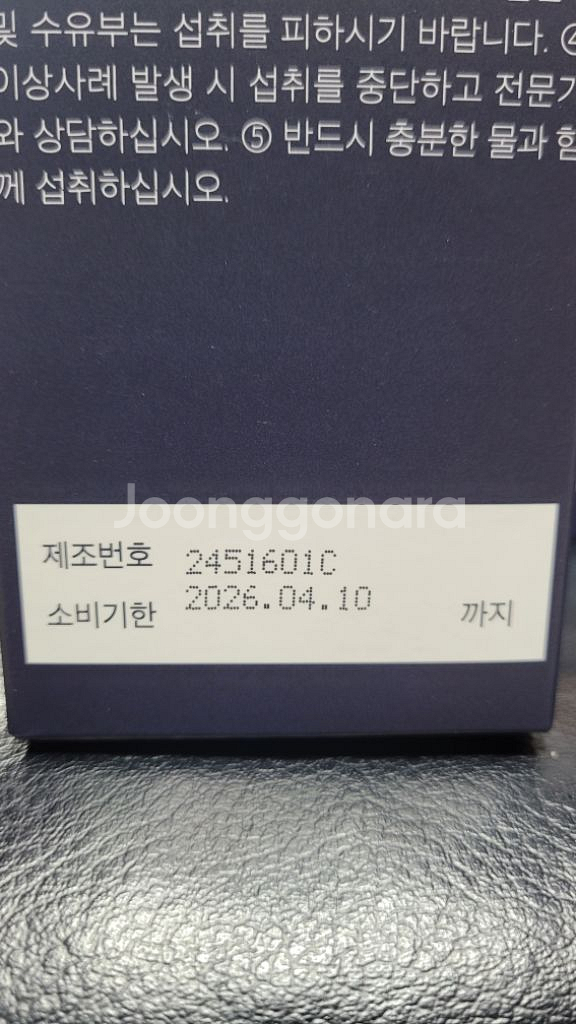 및 수유부는 섭취를 피하시기 바랍니다. ④
이상사례 발생 시 섭취를 중단하고 전문가
와 상담하십시오. ⑤ 반드시 충분한 물과 함
께 섭취하십시오.
Joonggonara
제조번호 2451601C
소비기한 2026.04.10 까지